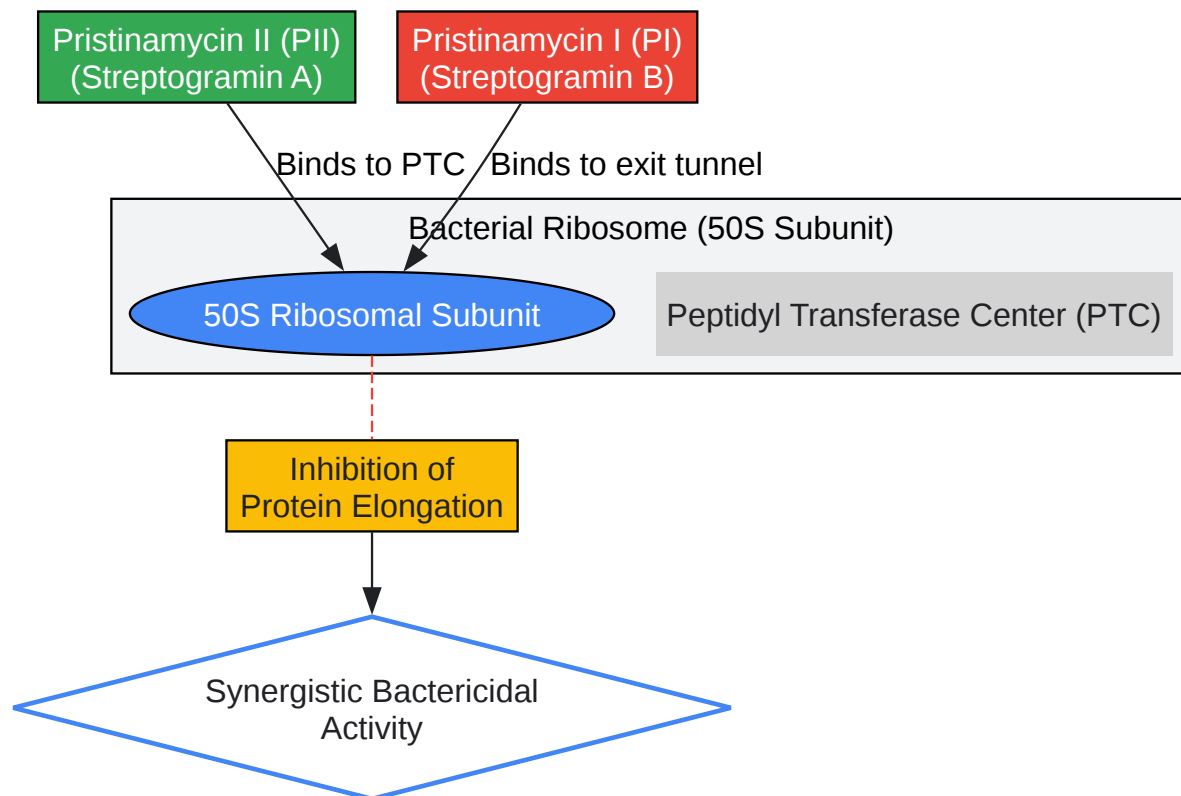 Pristinamycin II (PII)
(Streptogramin A)
Pristinamycin I (PI)
(Streptogramin B)
Binds to PTC
Binds to exit tunnel
Bacterial Ribosome (50S Subunit)
50S Ribosomal Subunit
Peptidyl Transferase Center (PTC)
Inhibition of
Protein Elongation
Synergistic Bactericidal
Activity